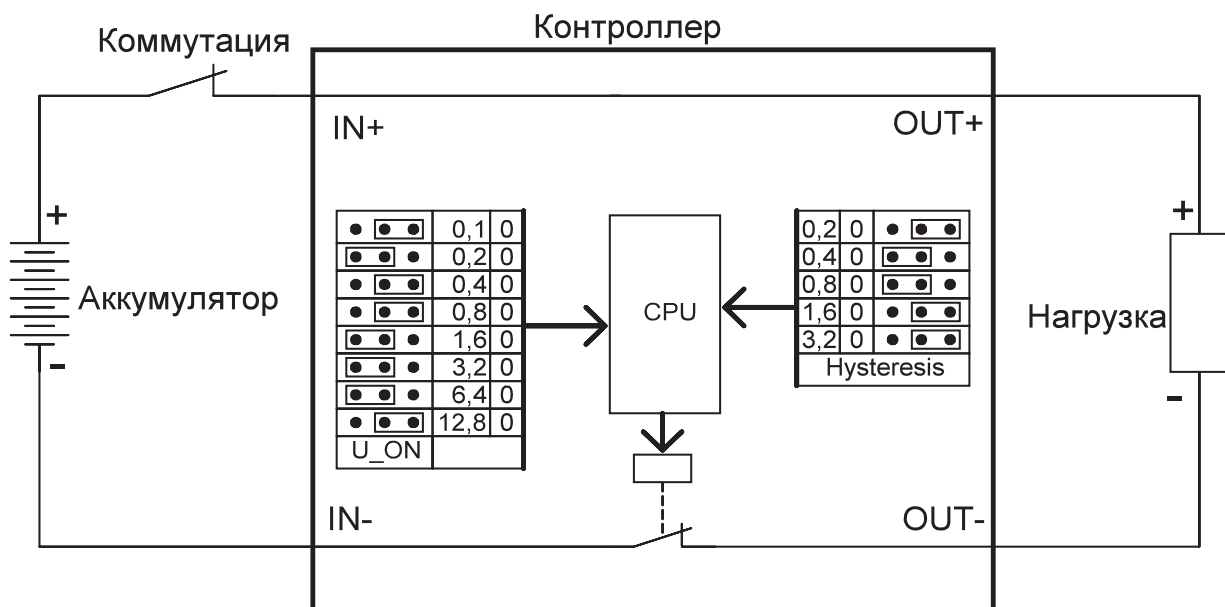 Контроллер
Коммутация
IN+
OUT+
+
-
Аккумулятор
0,1 0
0,2 0
0,4 0
0,8 0
1,6 0
3,2 0
6,4 0
12,8 0
U_ON
CPU
0,2 0
0,4 0
0,8 0
1,6 0
3,2 0
Hysteresis
+
Нагрузка
-
IN-
OUT-